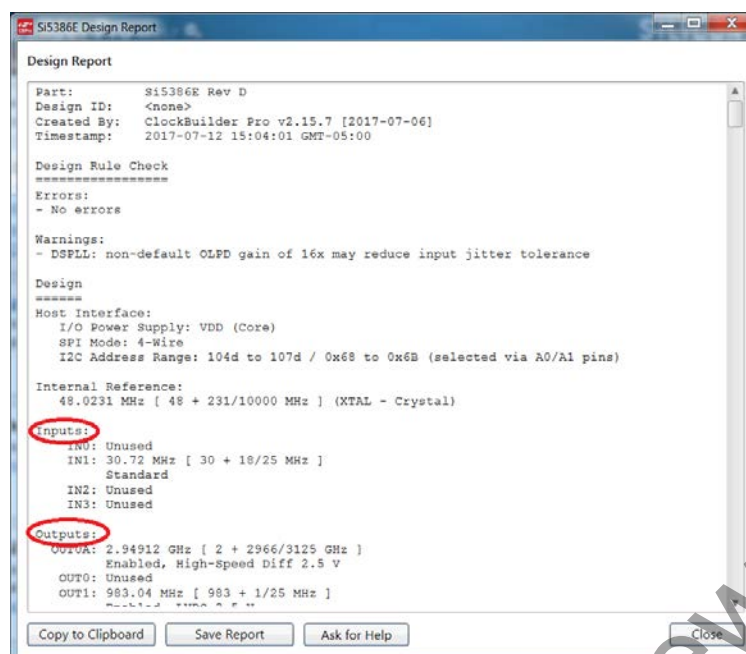 Si5386E Design Report
Design Report
Part: Si5386E Rev D
Design ID: <none>
Created By: ClockBuilder Pro v2.15.7 [2017-07-06]
Timestamp: 2017-07-12 15:04:01 GMT-05:00
Design Rule Check
==================
Errors:
- No errors
Warnings:
- DSPLL: non-default OLPD gain of 16x may reduce input jitter tolerance
Design
======
Host Interface:
I/O Power Supply: VDD (Core)
SPI Mode: 4-Wire
I2C Address Range: 104d to 107d / 0x68 to 0x6B (selected via A0/A1 pins)
Internal Reference:
48.0231 MHz [ 48 + 231/10000 MHz ] (XTAL - Crystal)
Inputs:
IN0: Unused
IN1: 30.72 MHz [ 30 + 18/25 MHz ]
Standard
IN2: Unused
IN3: Unused
Outputs:
OUT0A: 2.94912 GHz [ 2 + 2966/3125 GHz ]
Enabled, High-Speed Diff 2.5 V
OUT0: Unused
OUT1: 983.04 MHz [ 983 + 1/25 MHz ]
Copy to Clipboard Save Report Ask for Help Close